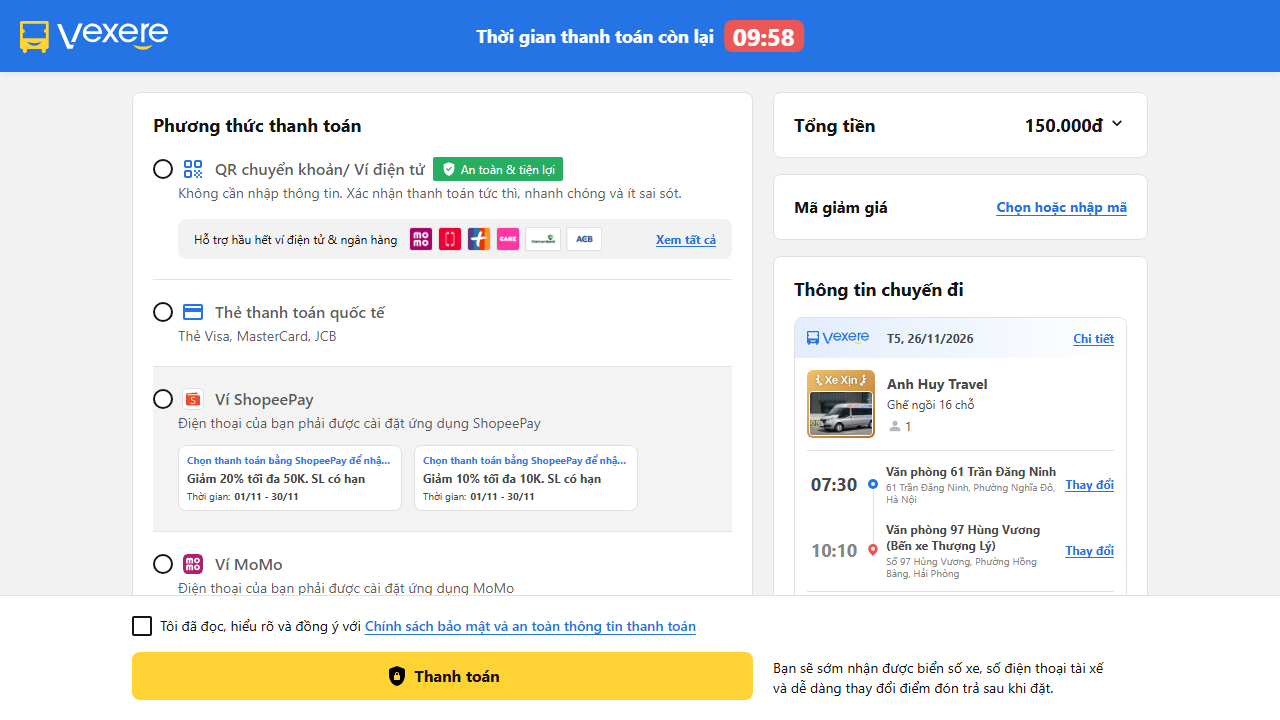 Vexere
Thời gian thanh toán còn lại 09:58
Phương thức thanh toán
QR chuyển khoản/ Ví điện tử
An toàn & tiện lợi
Không cần nhập thông tin. Xác nhận thanh toán tức thì, nhanh chóng và ít sai sót.
Hỗ trợ hầu hết ví điện tử & ngân hàng
mo mo
CAKE
Vietcombank
ACB
Xem tất cả
Thẻ thanh toán quốc tế
Thẻ Visa, MasterCard, JCB
Ví ShopeePay
Điện thoại của bạn phải được cài đặt ứng dụng ShopeePay
Chọn thanh toán bằng ShopeePay để nhậ...
Giảm 20% tối đa 50K. SL có hạn
Thời gian: 01/11 - 30/11
Chọn thanh toán bằng ShopeePay để nhậ...
Giảm 10% tối đa 10K. SL có hạn
Thời gian: 01/11 - 30/11
mo mo
Ví MoMo
Điện thoại của bạn phải được cài đặt ứng dụng MoMo
Tổng tiền 150.000đ
Mã giảm giá Chọn hoặc nhập mã
Thông tin chuyến đi
Vexere T5, 26/11/2026 Chi tiết
Xe Xịn
Anh Huy Travel
Ghế ngồi 16 chỗ
1
07:30
Văn phòng 61 Trần Đăng Ninh
61 Trần Đăng Ninh, Phường Nghĩa Đô,
Hà Nội
Thay đổi
10:10
Văn phòng 97 Hùng Vương
(Bến xe Thượng Lý)
Số 97 Hùng Vương, Phường Hồng
Bàng, Hải Phòng
Thay đổi
Tôi đã đọc, hiểu rõ và đồng ý với Chính sách bảo mật và an toàn thông tin thanh toán
Thanh toán
Bạn sẽ sớm nhận được biển số xe, số điện thoại tài xế
và dễ dàng thay đổi điểm đón trả sau khi đặt.